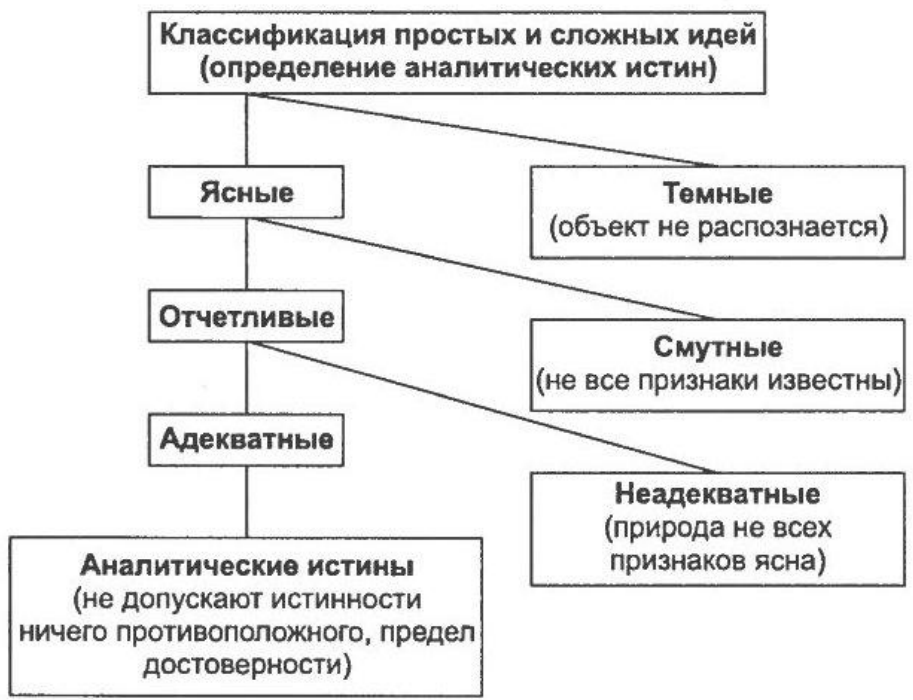 Классификация простых и сложных идей
(определение аналитических истин)
Ясные
Темные
(объект не распознается)
Отчетливые
Смутные
(не все признаки известны)
Адекватные
Неадекватные
(природа не всех
признаков ясна)
Аналитические истины
(не допускают истинности
ничего противоположного, предел
достоверности)